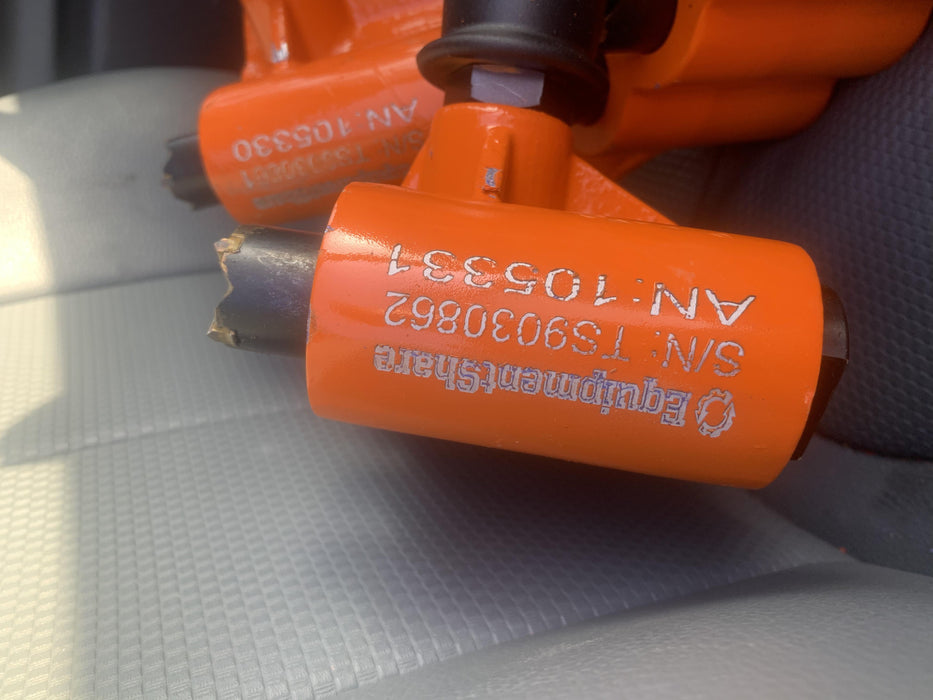 EquipmentShare
S/N: TS9030862
AN: 105331
AN: 105330